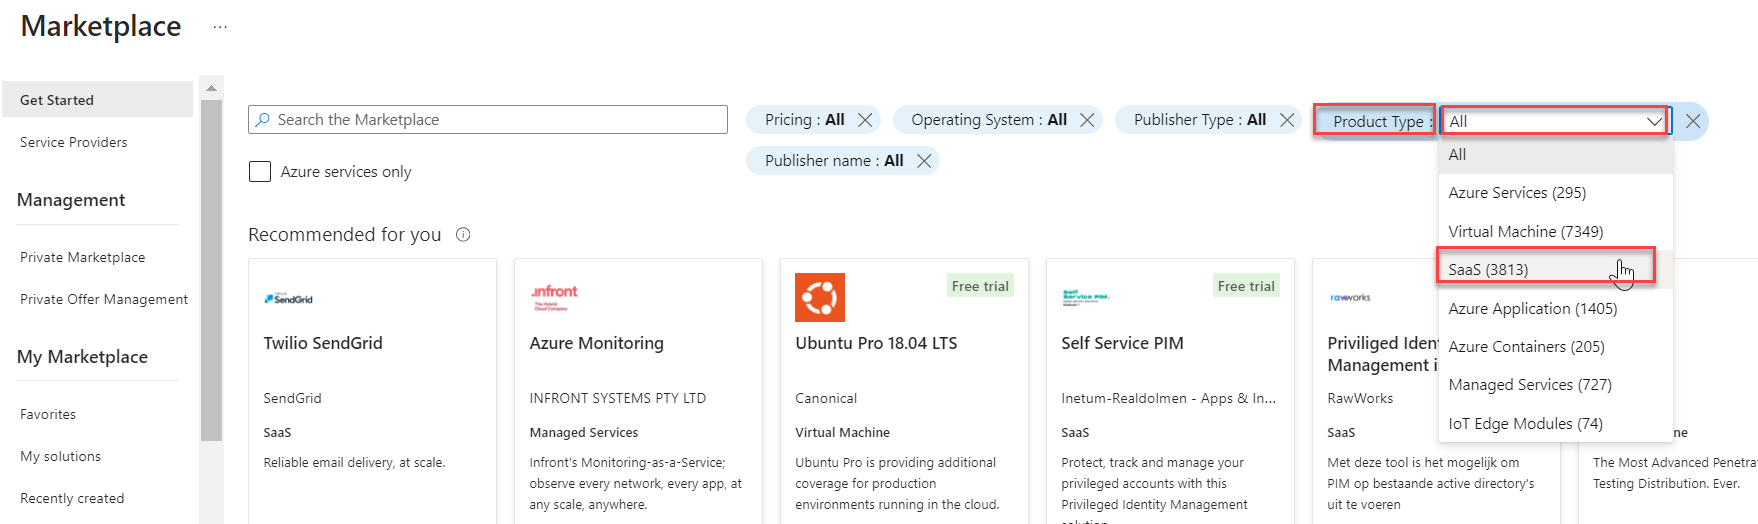 Marketplace ...
Get Started
Service Providers
Management
Private Marketplace
Private Offer Management
My Marketplace
Favorites
My solutions
Recently created
Search the Marketplace
Pricing : All
Operating System : All
Publisher Type : All
Product Type :
All
Publisher name : All
Azure services only
All
Azure Services (295)
Virtual Machine (7349)
SaaS (3813)
Azure Application (1405)
Azure Containers (205)
Managed Services (727)
IoT Edge Modules (74)
Recommended for you
SendGrid
Twilio SendGrid
SendGrid
SaaS
Reliable email delivery, at scale.
.infront
The Hybrid
Cloud Company
Azure Monitoring
INFRONT SYSTEMS PTY LTD
Managed Services
Infront's Monitoring-as-a-Service;
observe every network, every app, at
any scale, anywhere.
Free trial
Ubuntu Pro 18.04 LTS
Canonical
Virtual Machine
Ubuntu Pro is providing additional
coverage for production
environments running in the cloud.
Self
Service PIM.
Free trial
Self Service PIM
Inetum-Realdolmen - Apps & In...
SaaS
Protect, track and manage your
privileged accounts with this
Privileged Identity Management
solution
rawworks
Priviliged Ident
Management i
RawWorks
SaaS
Met deze tool is het mogelijk om
PIM op bestaande active directory's
uit te voeren
ne
The Most Advanced Penetra
Testing Distribution. Ever.